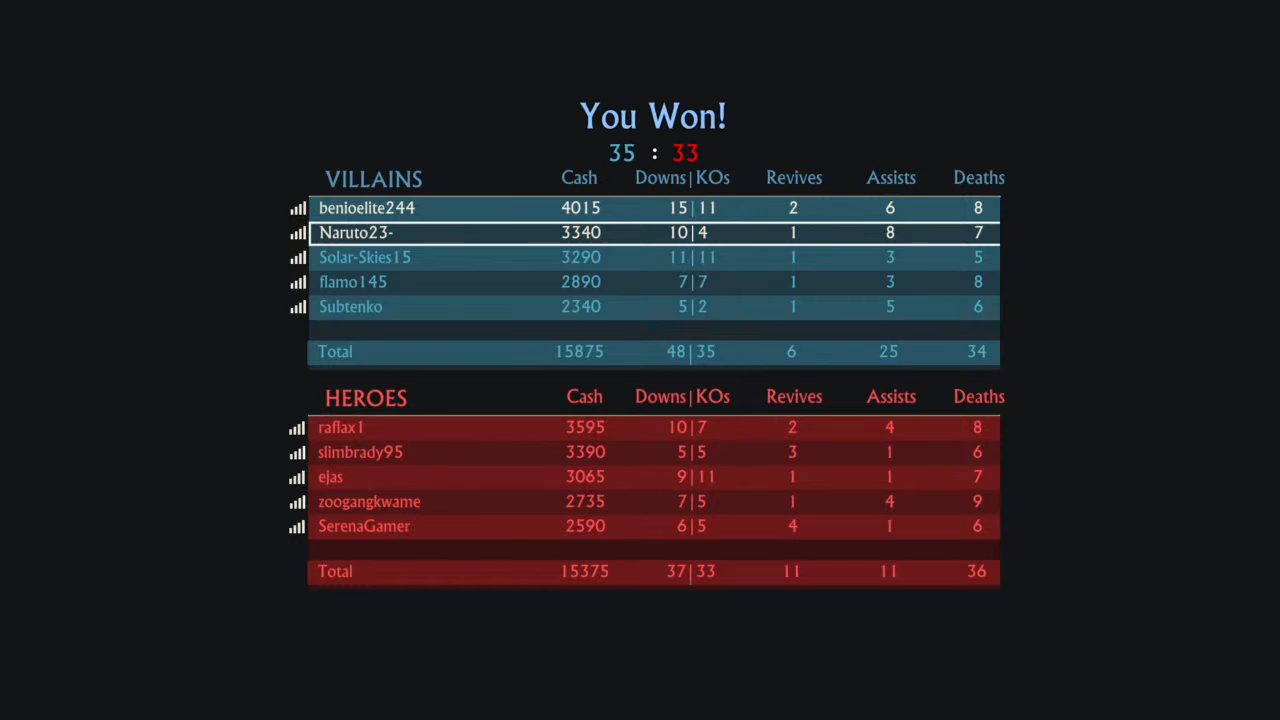 You Won!
35 : 33
VILLAINS Cash Downs|KOs Revives Assists Deaths
benioelite244 4015 15|11 2 6 8
Naruto23- 3340 10|4 1 8 7
Solar-Skies15 3290 11|11 1 3 5
flamo145 2890 7|7 1 3 8
Subtenko 2340 5|2 1 5 6
Total 15875 48|35 6 25 34
HEROES Cash Downs|KOs Revives Assists Deaths
raflax1 3595 10|7 2 4 8
slimbrady95 3390 5|5 3 1 6
ejas 3065 9|11 1 1 7
zoogangkwame 2735 7|5 1 4 9
SerenaGamer 2590 6|5 4 1 6
Total 15375 37|33 11 11 36